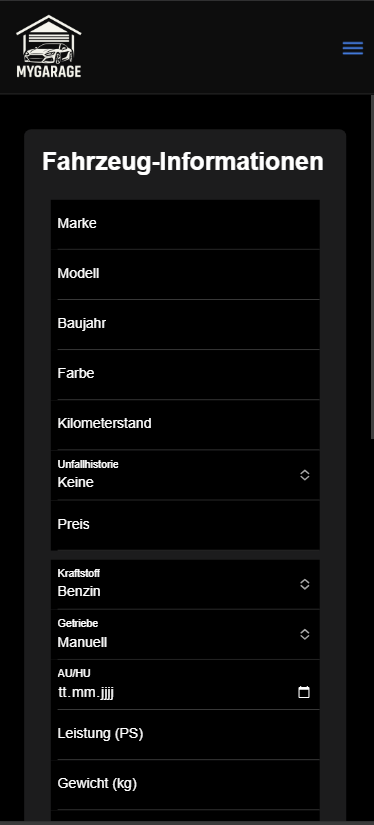 MYGARAGE
Fahrzeug-Informationen
Marke
Modell
Baujahr
Farbe
Kilometerstand
Unfallhistorie
Keine
Preis
Kraftstoff
Benzin
Getriebe
Manuell
AU/HU
tt.mm.jjjj
Leistung (PS)
Gewicht (kg)